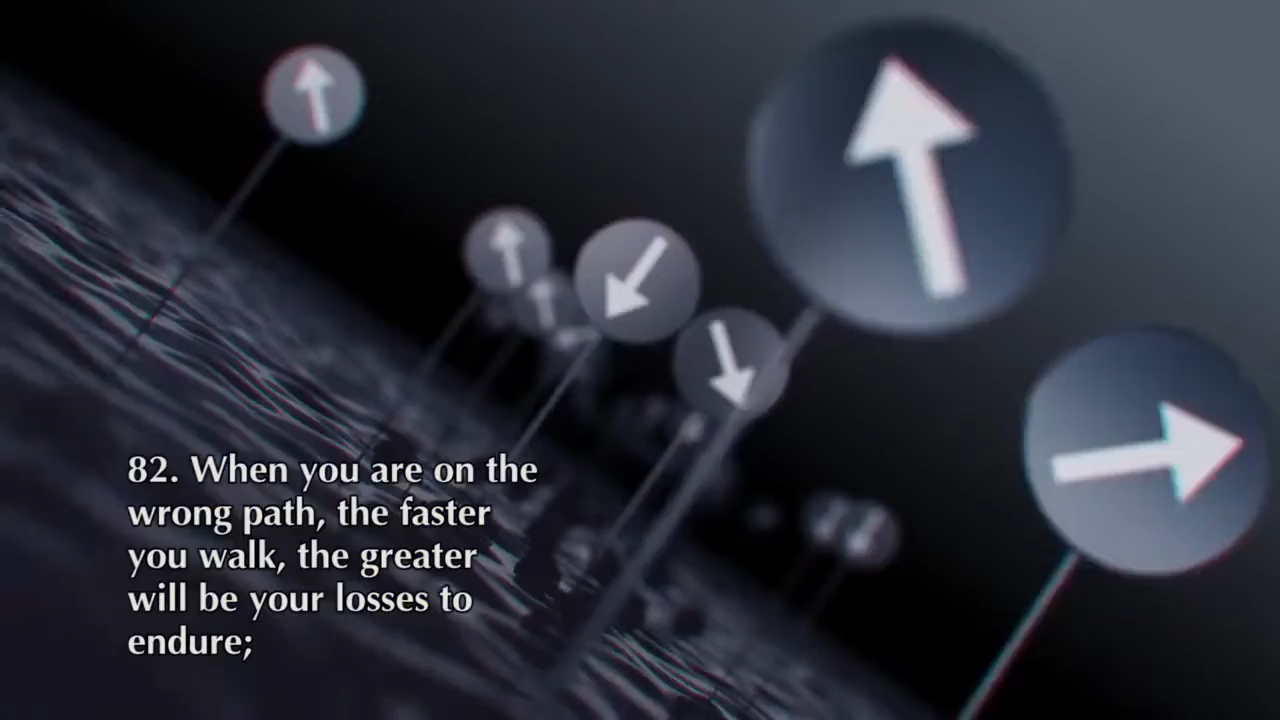 82. When you are on the
wrong path, the faster
you walk, the greater
will be your losses to
endure;